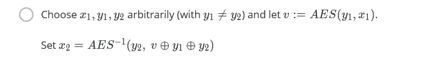 Choose x₁, y₁, y₂ arbitrarily (with y₁ ≠ y₂) and let v := AES(y₁, x₁).
Set x₂ = AES⁻¹(y₂, v ⊕ y₁ ⊕ y₂)